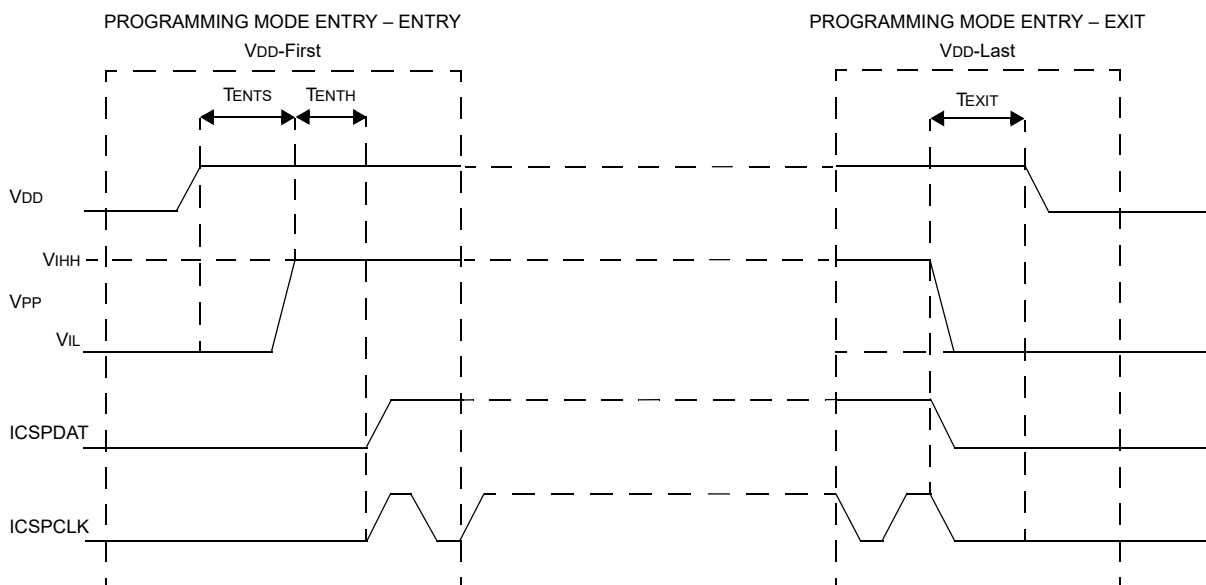 PROGRAMMING MODE ENTRY – ENTRY
VDD-First
PROGRAMMING MODE ENTRY – EXIT
VDD-Last
TENTS
TENTH
TEXIT
VDD
VIHH
VPP
VIL
ICSPDAT
ICSPCLK